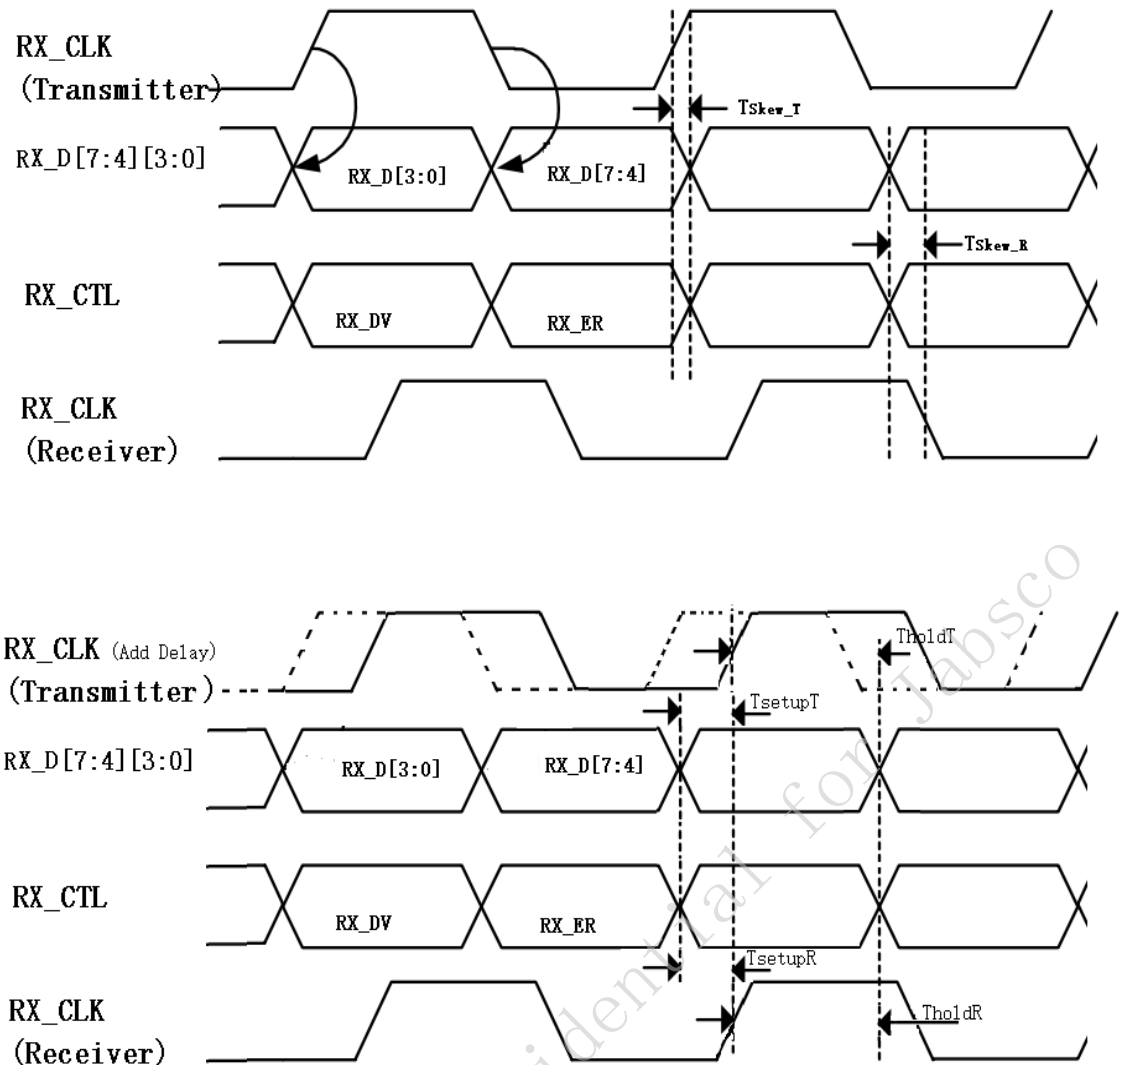 RX_CLK
(Transmitter)
TSkew_T
RX_D[7:4][3:0]
RX_D[3:0]
RX_D[7:4]
TSkew_R
RX_CTL
RX_DV
RX_ER
RX_CLK
(Receiver)
RX_CLK (Add Delay)
(Transmitter)
TholdT
TsetupT
RX_D[7:4][3:0]
RX_D[3:0]
RX_D[7:4]
RX_CTL
RX_DV
RX_ER
TsetupR
RX_CLK
(Receiver)
TholdR
idential for Jabsco